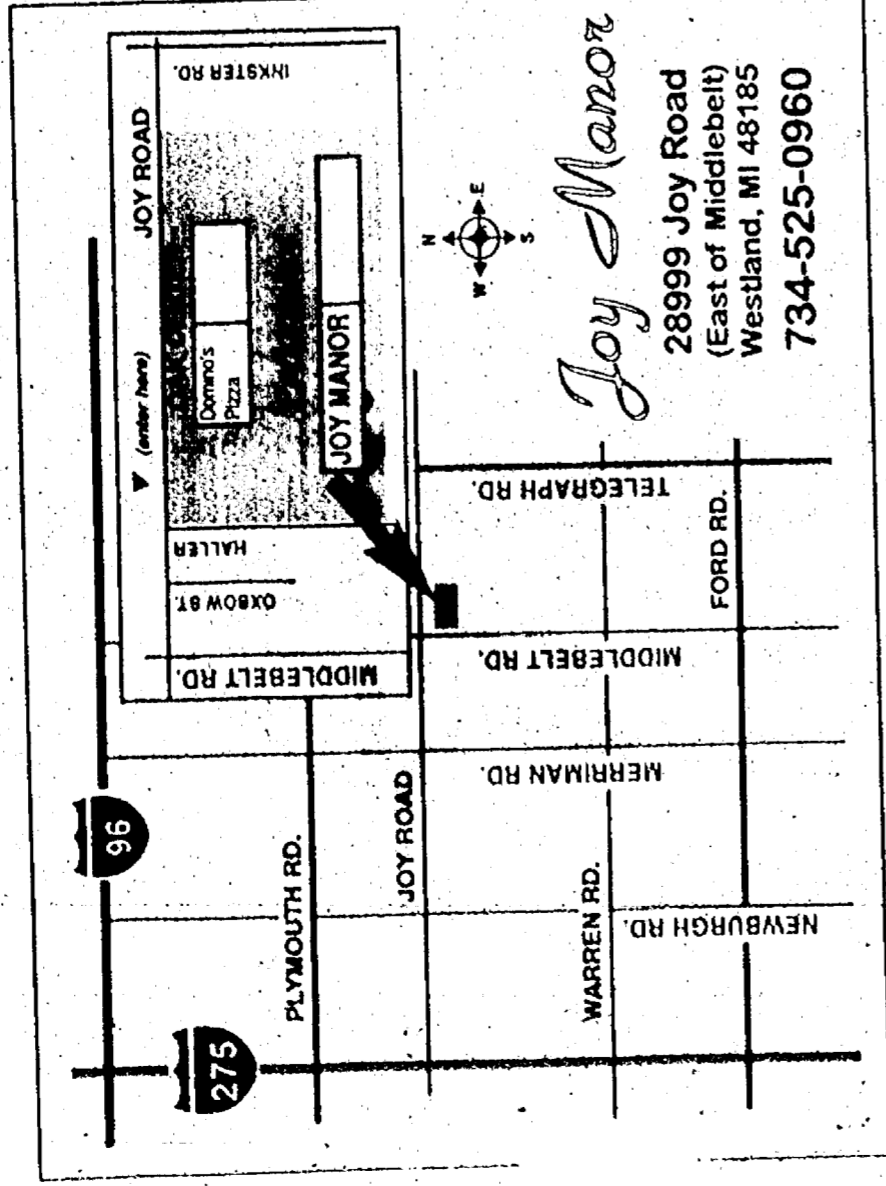 JOY ROAD
INKSTER RD.
(enter here)
Domino's
Pizza
JOY MANOR
HALLER
OXBOW ST.
MIDDLEBELT RD.
96
275
PLYMOUTH RD.
JOY ROAD
WARREN RD.
FORD RD.
NEWBURGH RD.
MERRIMAN RD.
MIDDLEBELT RD.
TELEGRAPH RD.
N
W
E
S
Joy Manor
28999 Joy Road
(East of Middlebelt)
Westland, MI 48185
734-525-0960